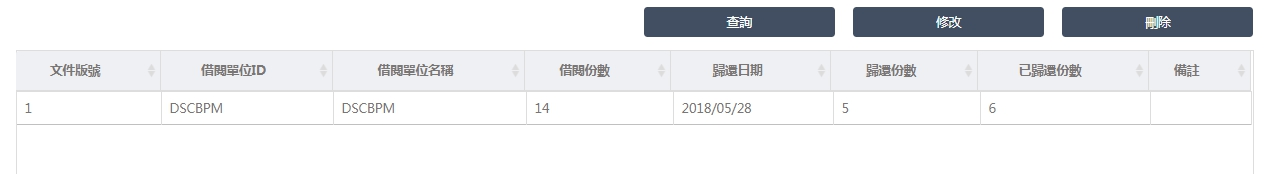 查詢 修改 刪除
文件版號 借閱單位ID 借閱單位名稱 借閱份數 歸還日期 歸還份數 已歸還份數 備註
1 DSCBPM DSCBPM 14 2018/05/28 5 6